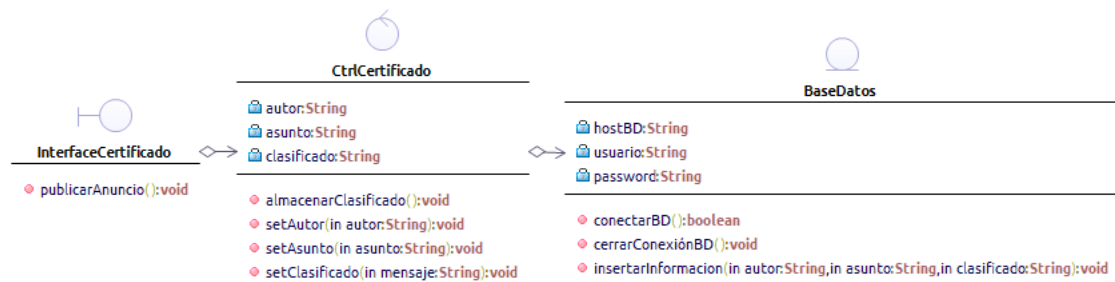 InterfaceCertificado
publicarAnuncio():void
CtrlCertificado
autor:String
asunto:String
clasificado:String
almacenarClasificado():void
setAutor(in autor:String):void
setAsunto(in asunto:String):void
setClasificado(in mensaje:String):void
BaseDatos
hostBD:String
usuario:String
password:String
conectarBD():boolean
cerrarConexiónBD():void
insertarInformacion(in autor:String,in asunto:String,in clasificado:String):void